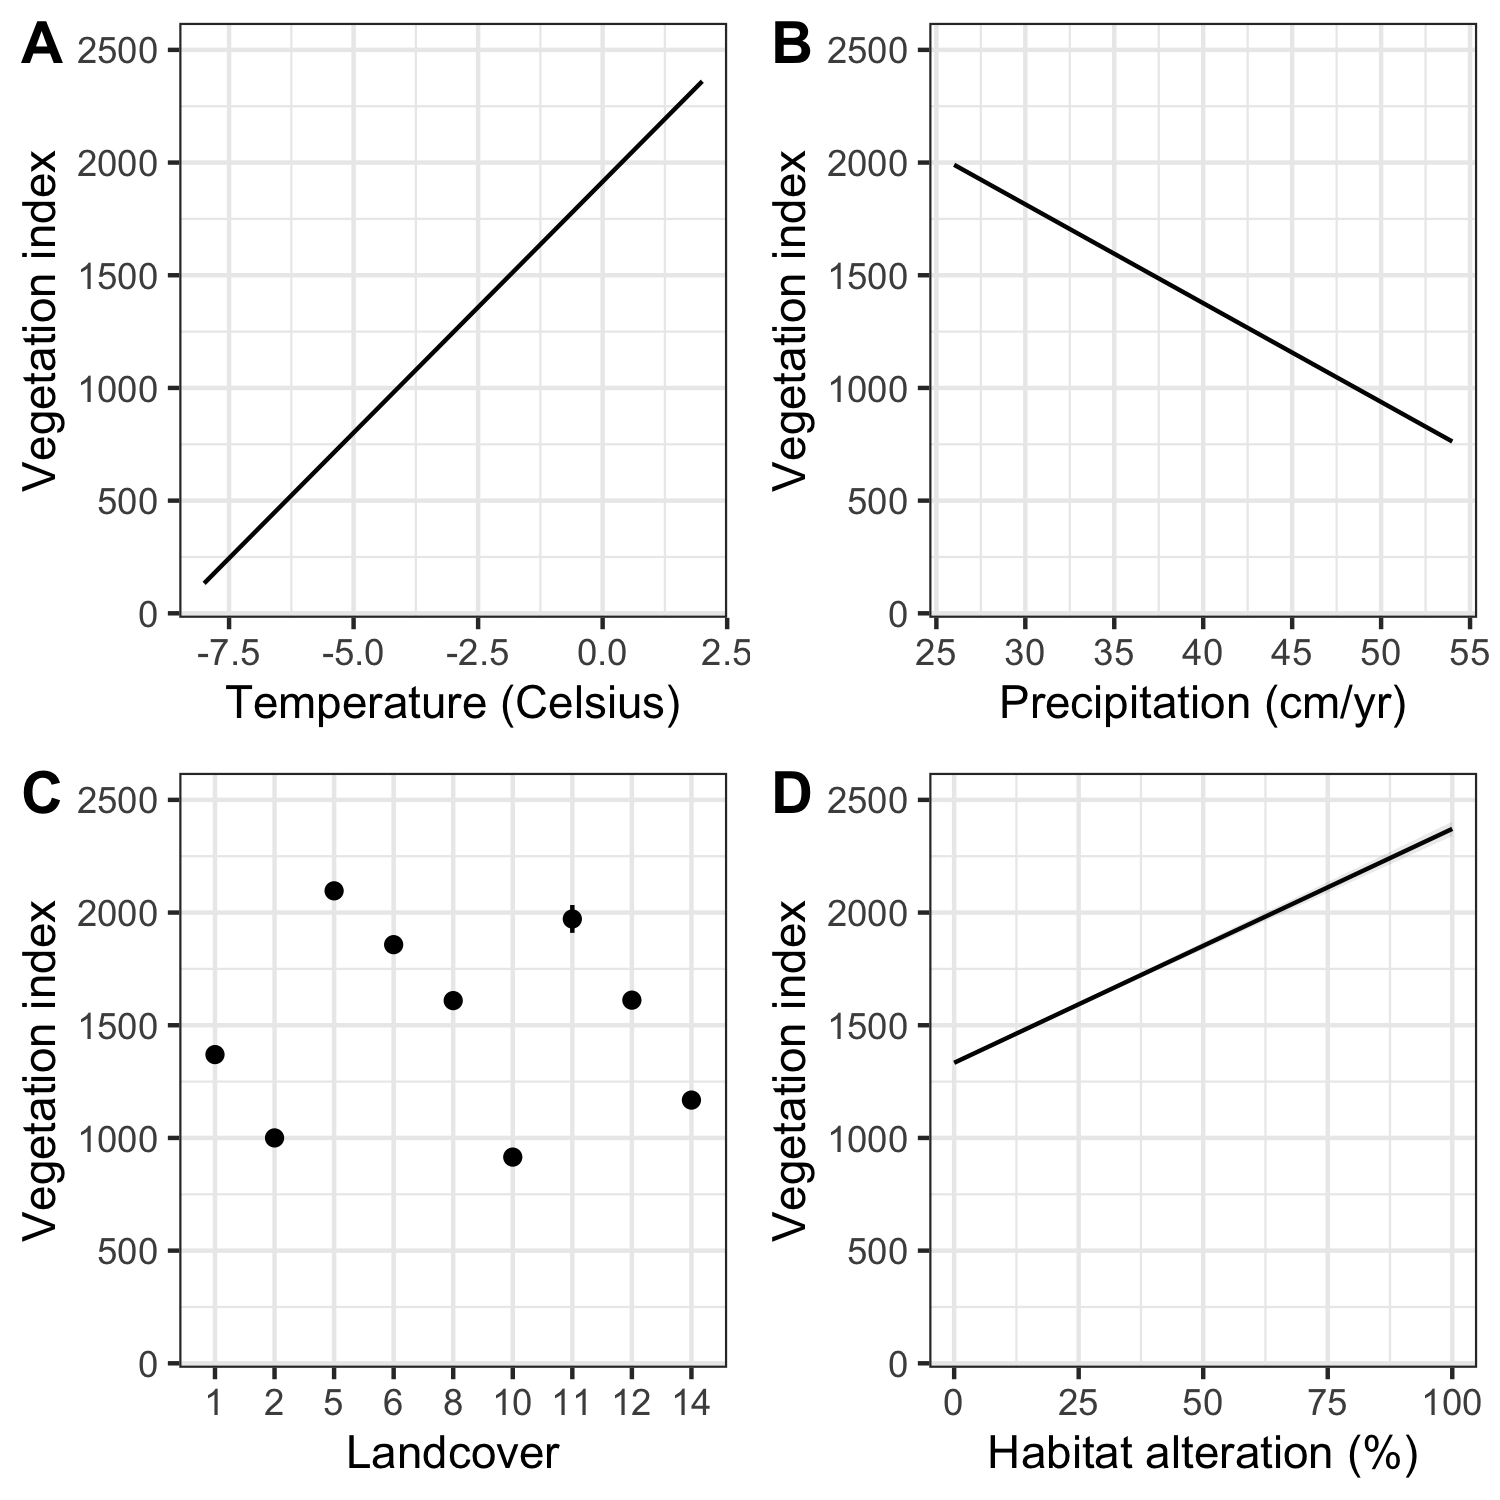 A
Vegetation index
2500
2000
1500
1000
500
0
-7.5 -5.0 -2.5 0.0 2.5
Temperature (Celsius)
B
Vegetation index
2500
2000
1500
1000
500
0
25 30 35 40 45 50 55
Precipitation (cm/yr)
C
Vegetation index
2500
2000
1500
1000
500
0
1 2 5 6 8 10 11 12 14
Landcover
D
Vegetation index
2500
2000
1500
1000
500
0
0 25 50 75 100
Habitat alteration (%)